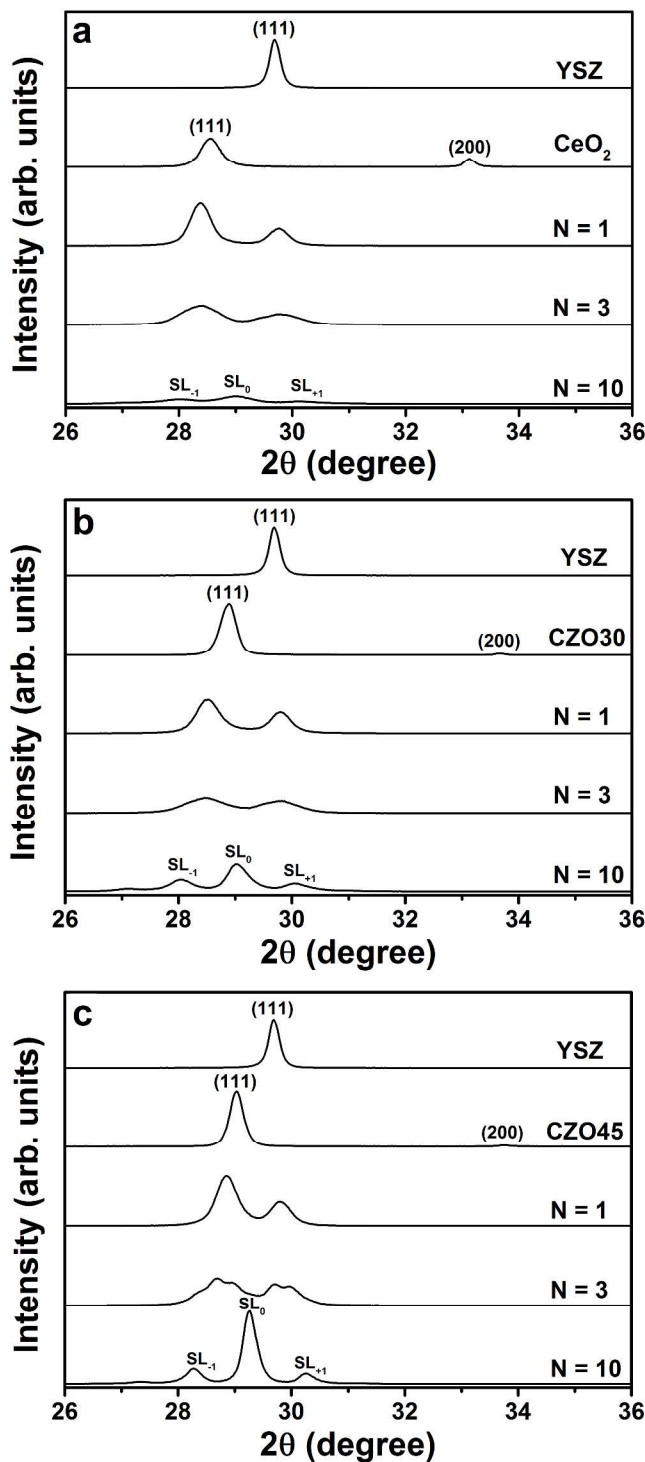 a
(111)
YSZ
(111)
(200)
CeO₂
N = 1
N = 3
SL₋₁ SL₀ SL₊₁
N = 10
26 28 30 32 34 36
2θ (degree)
Intensity (arb. units)
b
(111)
YSZ
(111)
(200)
CZO30
N = 1
N = 3
SL₋₁ SL₀ SL₊₁
N = 10
26 28 30 32 34 36
2θ (degree)
Intensity (arb. units)
c
(111)
YSZ
(111)
(200)
CZO45
N = 1
N = 3
SL₋₁ SL₀ SL₊₁
N = 10
26 28 30 32 34 36
2θ (degree)
Intensity (arb. units)